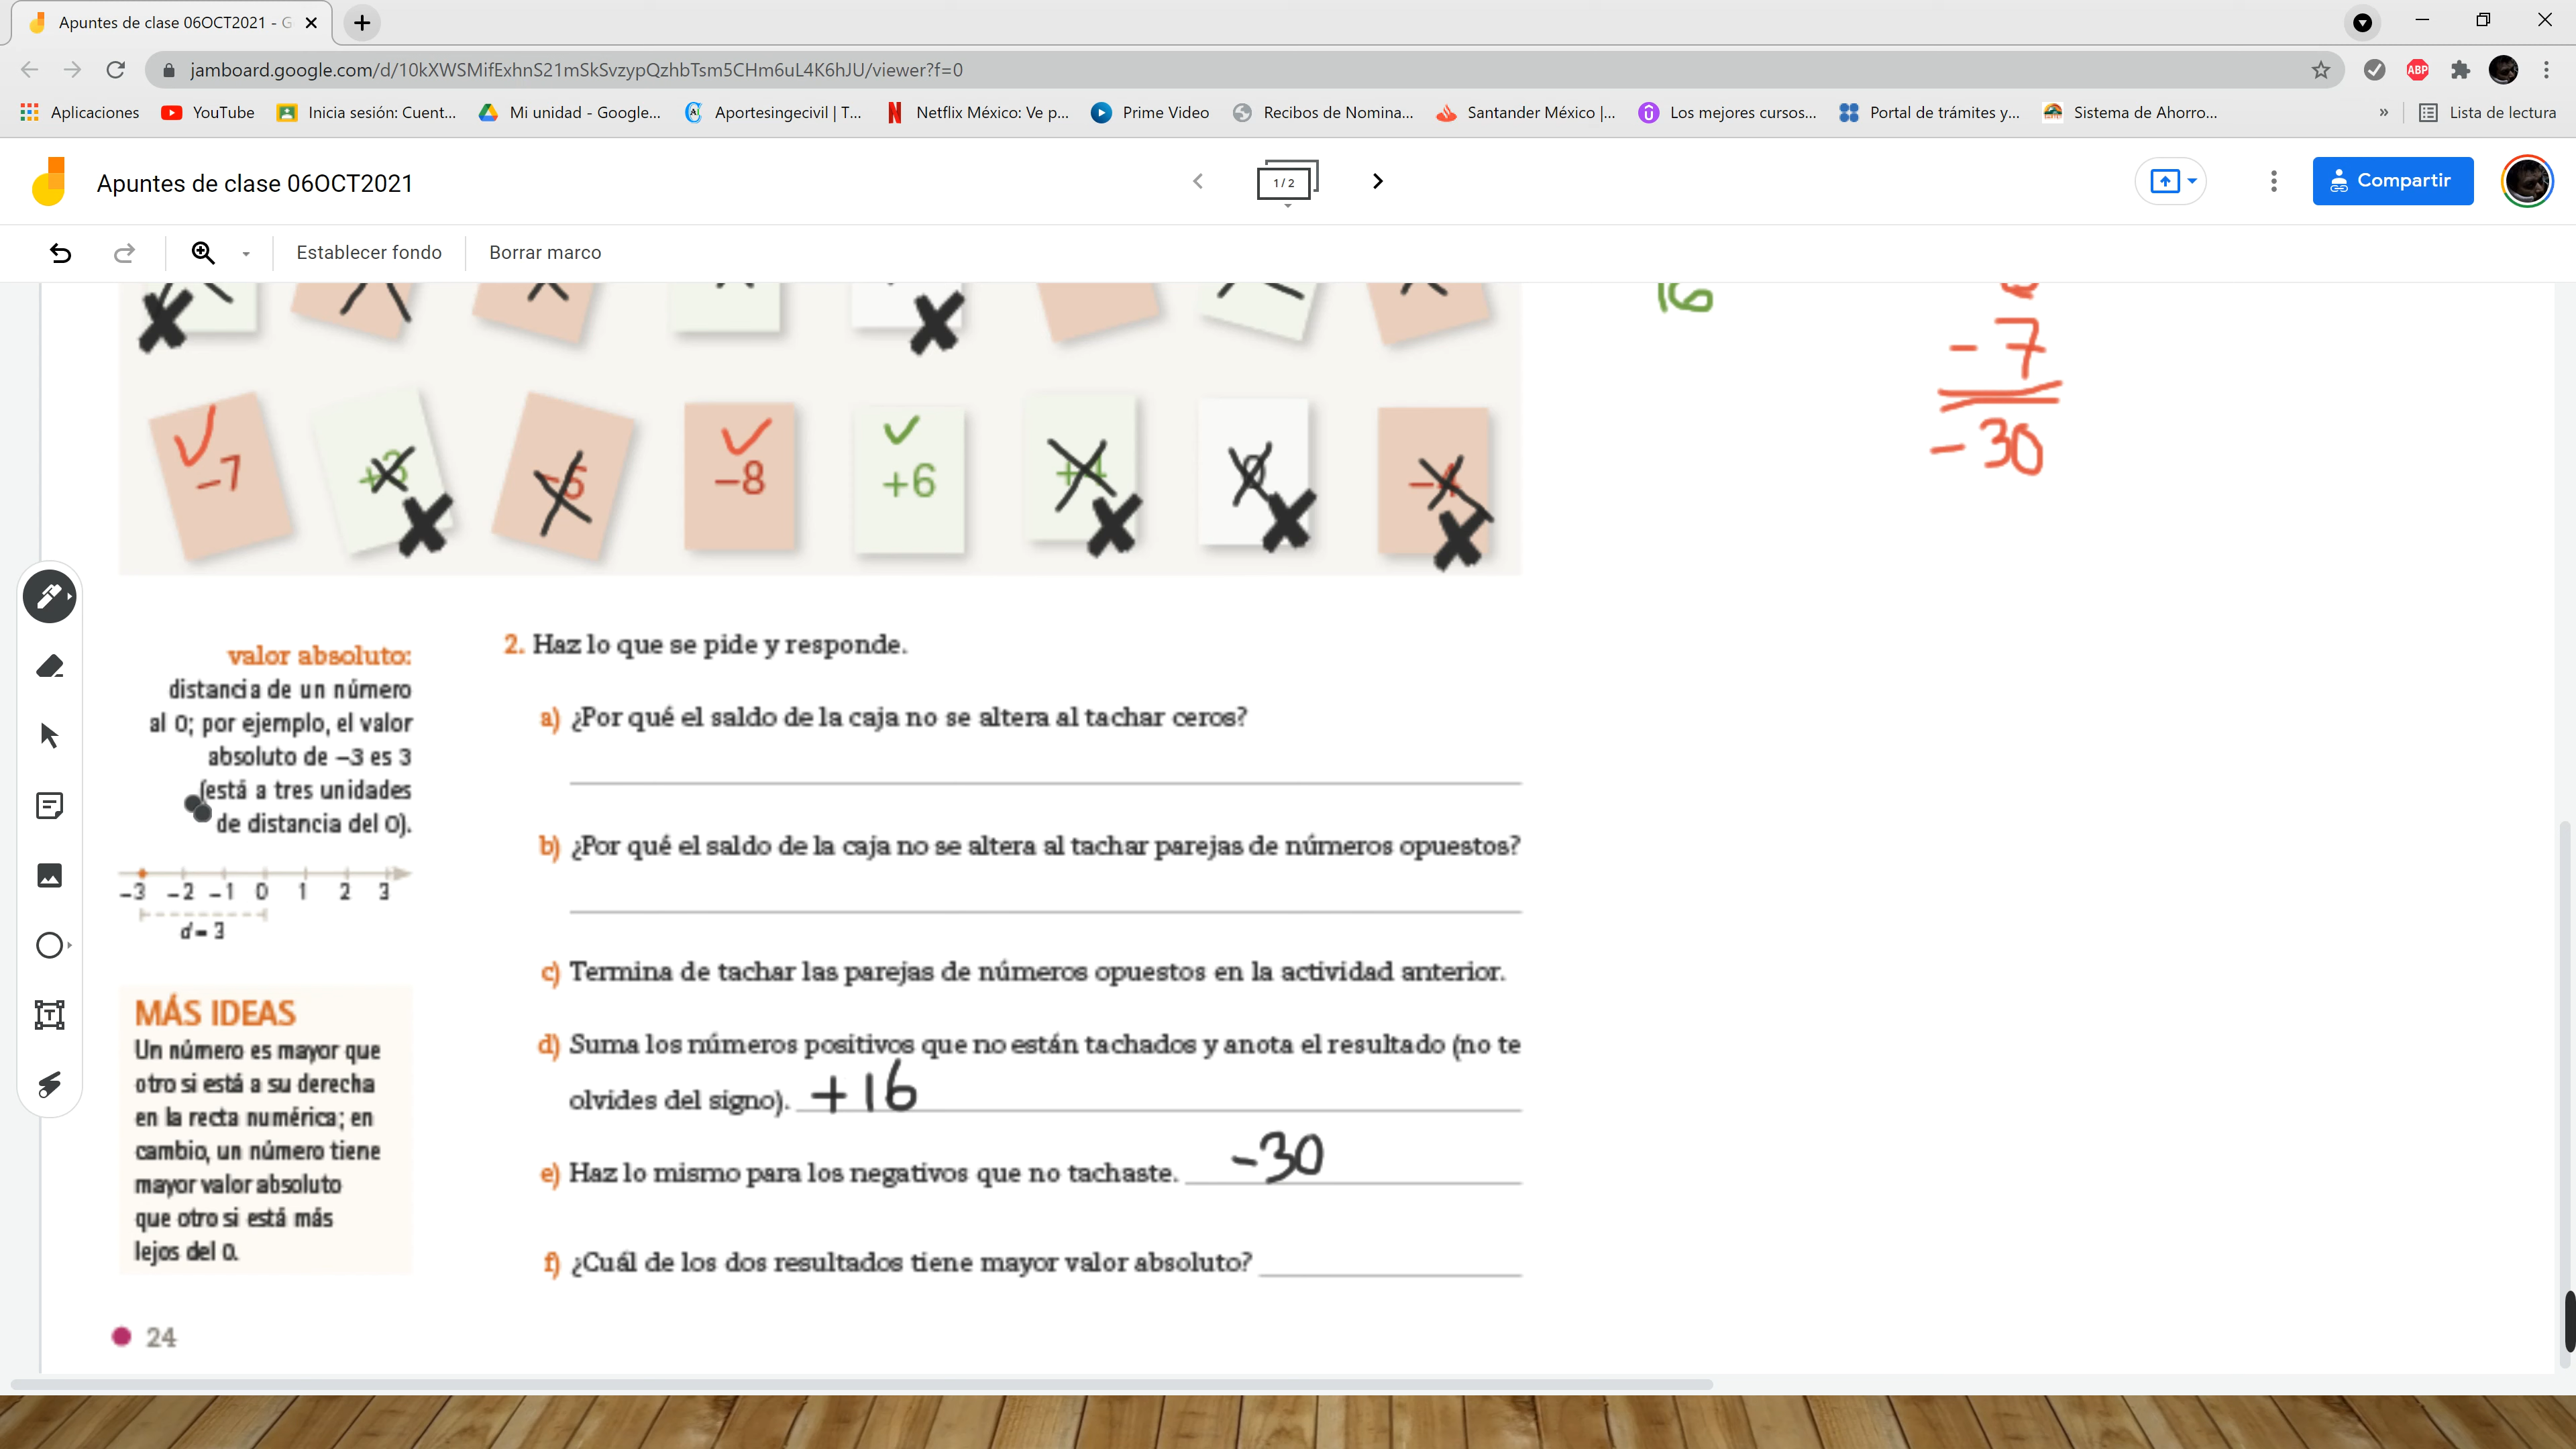 Apuntes de clase 06OCT2021 - G
jamboard.google.com/d/10kXWSMifExhnS21mSkSvzypQzhbTsm5CHm6uL4K6hJU/viewer?f=0
ABP
Aplicaciones YouTube Inicia sesión: Cuent... Mi unidad - Google... Aportesingecivil | T... Netflix México: Ve p... Prime Video Recibos de Nomina... Santander México |... Los mejores cursos... Portal de trámites y... Sistema de Ahorro... » Lista de lectura
Apuntes de clase 06OCT2021
1 / 2
Compartir
Establecer fondo
Borrar marco
16
- 7
- 30
-7 +3 -8 +6 0 -4
valor absoluto:
distancia de un número
al 0; por ejemplo, el valor
absoluto de –3 es 3
(está a tres unidades
de distancia del 0).
-3 -2 -1 0 1 2 3
d = 3
MÁS IDEAS
Un número es mayor que
otro si está a su derecha
en la recta numérica; en
cambio, un número tiene
mayor valor absoluto
que otro si está más
lejos del 0.
24
2. Haz lo que se pide y responde.
a) ¿Por qué el saldo de la caja no se altera al tachar ceros?
b) ¿Por qué el saldo de la caja no se altera al tachar parejas de números opuestos?
c) Termina de tachar las parejas de números opuestos en la actividad anterior.
d) Suma los números positivos que no están tachados y anota el resultado (no te
olvides del signo). +16
e) Haz lo mismo para los negativos que no tachaste. -30
f) ¿Cuál de los dos resultados tiene mayor valor absoluto?